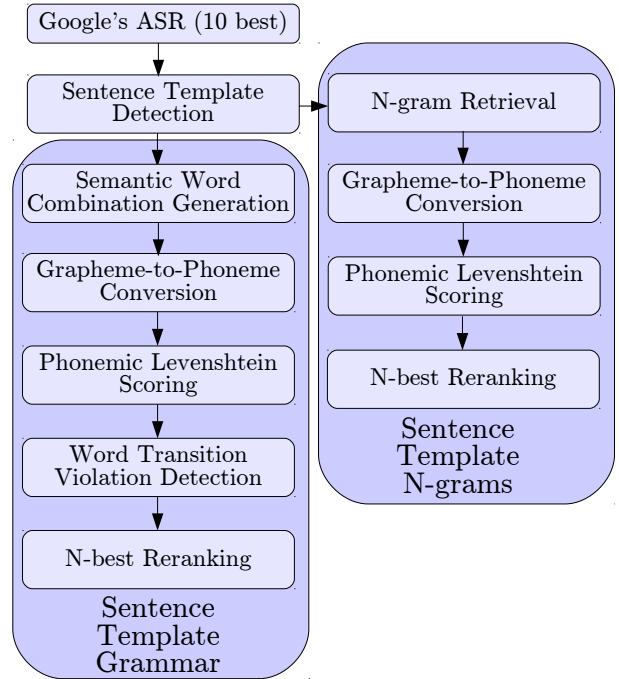 Google's ASR (10 best)
Sentence Template
Detection
Semantic Word
Combination Generation
Grapheme-to-Phoneme
Conversion
Phonemic Levenshtein
Scoring
Word Transition
Violation Detection
N-best Reranking
Sentence
Template
Grammar
N-gram Retrieval
Grapheme-to-Phoneme
Conversion
Phonemic Levenshtein
Scoring
N-best Reranking
Sentence
Template
N-grams